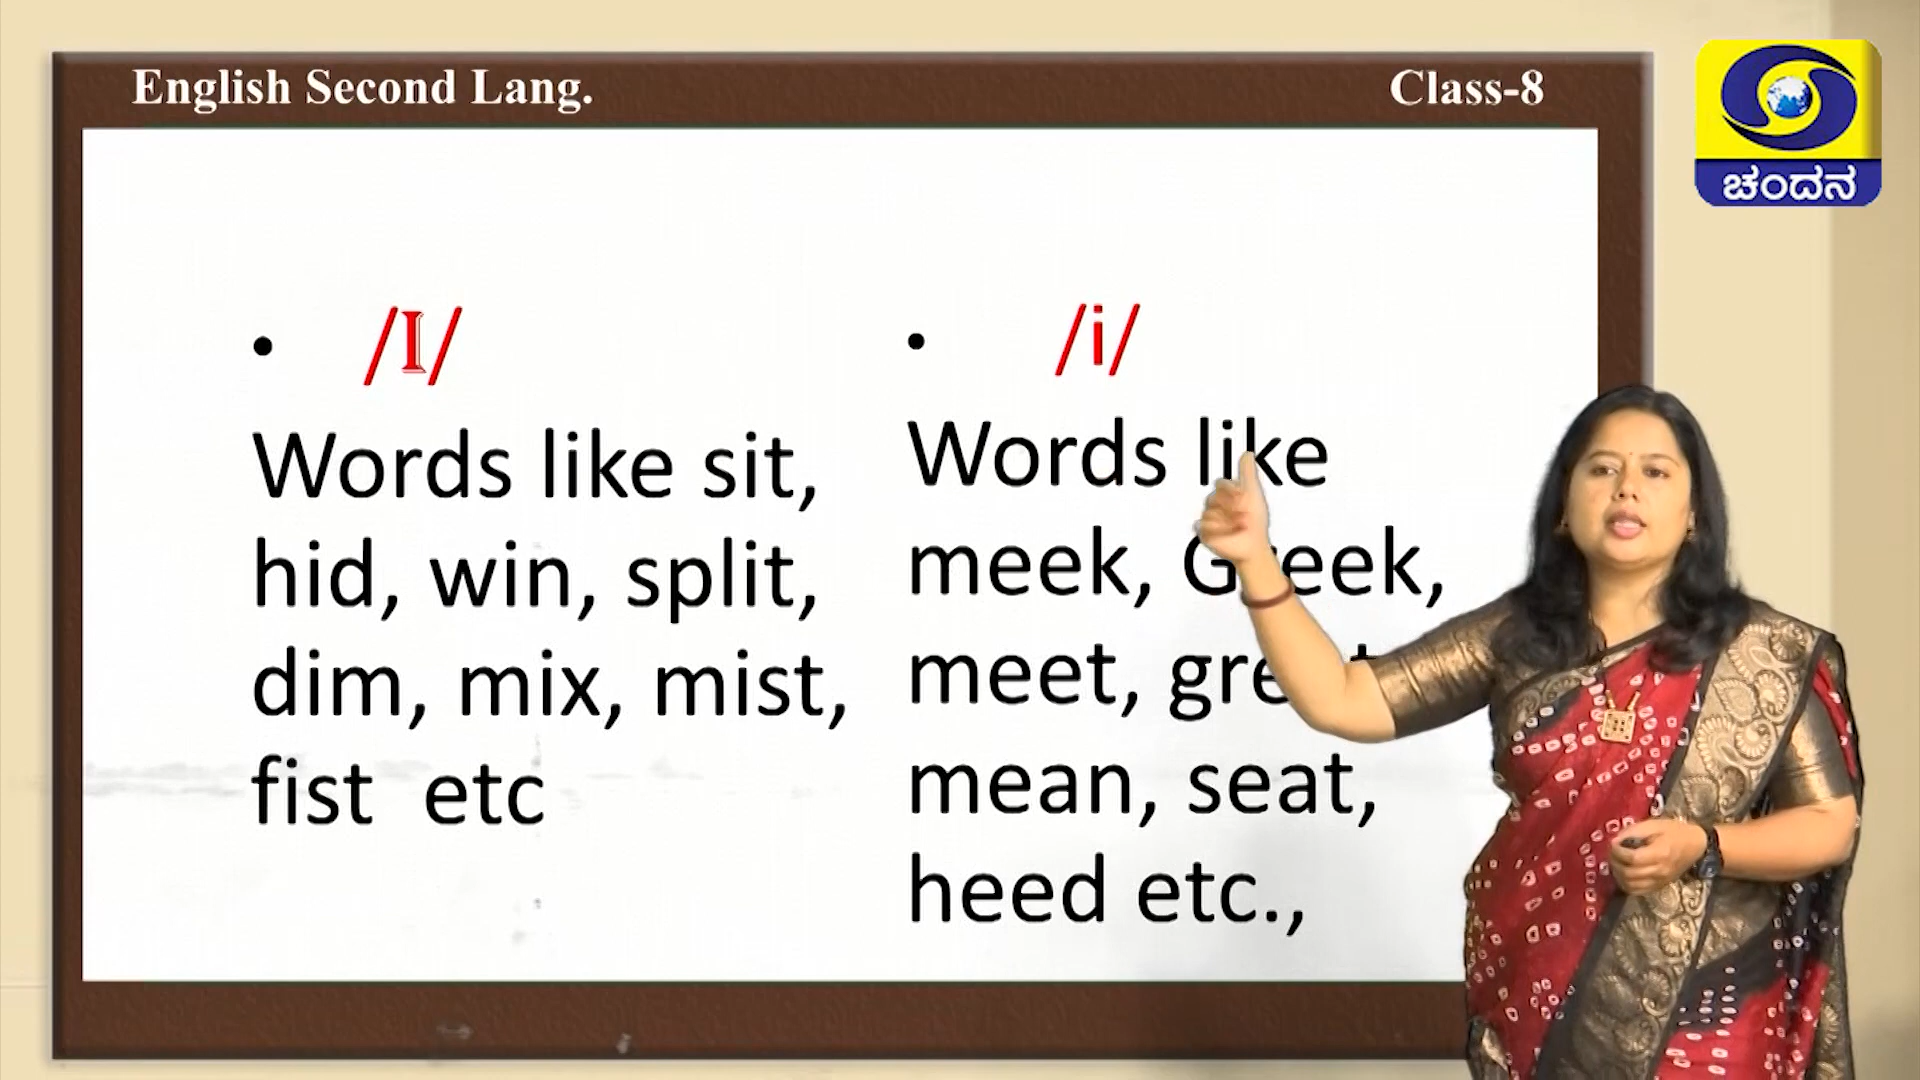 English Second Lang.
Class-8
ಚಂದನ
/I/
Words like sit,
hid, win, split,
dim, mix, mist,
fist etc
/i/
Words like
meek, Greek,
meet,
mean, seat,
heed etc.,